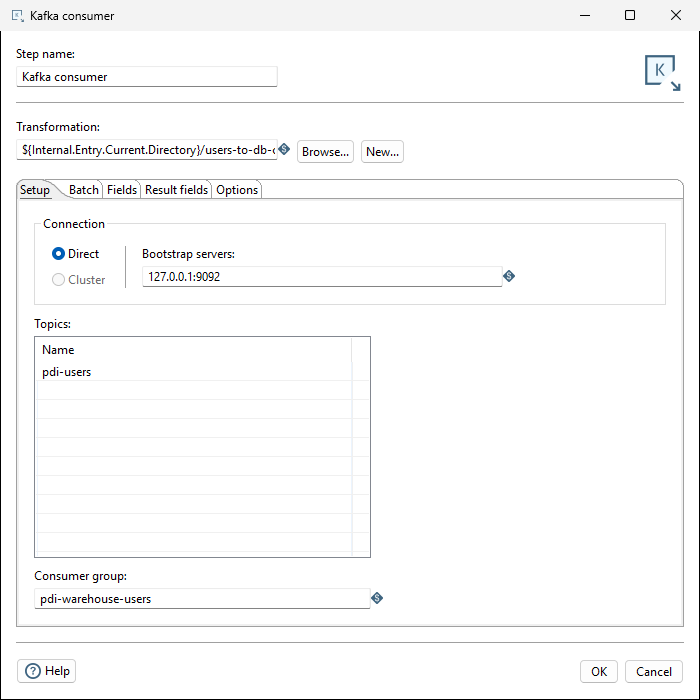 Kafka consumer
Step name:
Kafka consumer
K
Transformation:
${Internal.Entry.Current.Directory}/users-to-db-
S
Browse...
New...
Setup Batch Fields Result fields Options
Connection
Direct
Cluster
Bootstrap servers:
127.0.0.1:9092
S
Topics:
Name
pdi-users
Consumer group:
pdi-warehouse-users
S
? Help
OK
Cancel